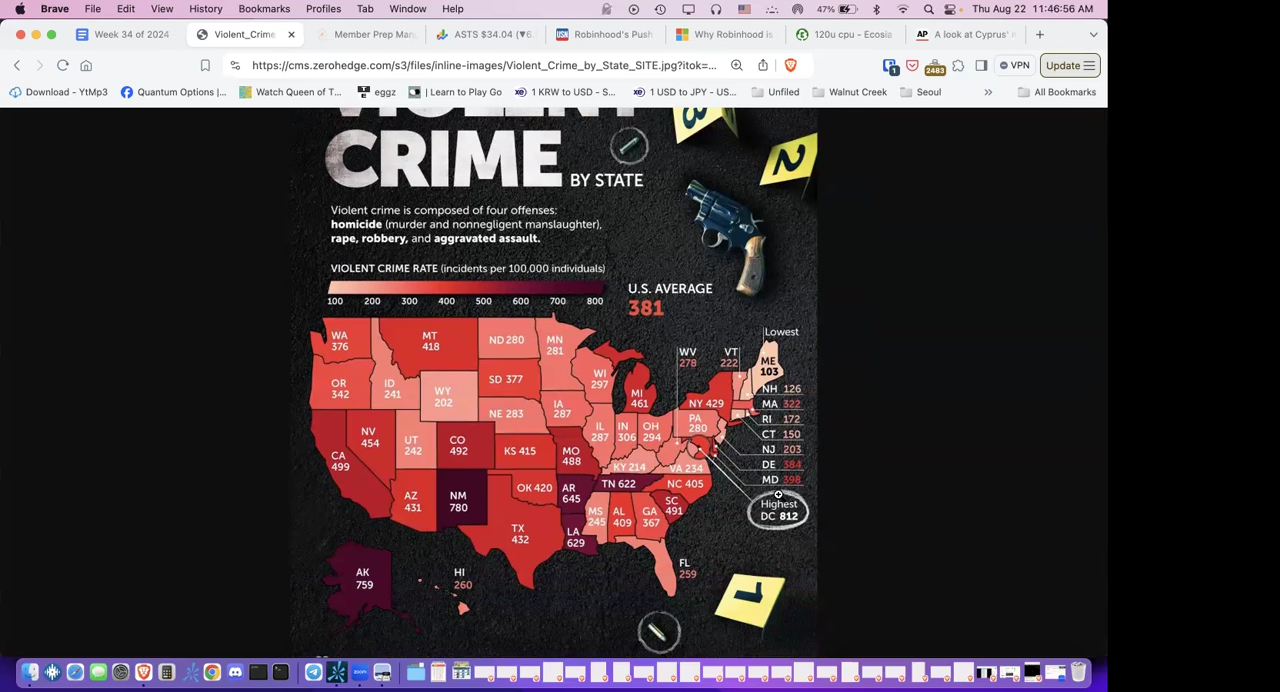 Brave File Edit View History Bookmarks Profiles Tab Window Help 47% Thu Aug 22 11:46:56 AM
Week 34 of 2024 Violent_Crime Member Prep Man ASTS $34.04 (▼6. Robinhood's Push Why Robinhood is 120u cpu - Ecosia A look at Cyprus'
https://cms.zerohedge.com/s3/files/inline-images/Violent_Crime_by_State_SITE.jpg?itok=... 1 2483 VPN Update
Download - YtMp3 Quantum Options |... Watch Queen of T... eggz | Learn to Play Go 1 KRW to USD - S... 1 USD to JPY - US... Unfiled Walnut Creek Seoul » All Bookmarks
VIOLENT
CRIME BY STATE
3
2
Violent crime is composed of four offenses:
homicide (murder and nonnegligent manslaughter),
rape, robbery, and aggravated assault.
VIOLENT CRIME RATE (incidents per 100,000 individuals)
100 200 300 400 500 600 700 800
U.S. AVERAGE
381
Lowest
ME
103
WA
376
MT
418
ND 280
MN
281
WV
278
VT
222
OR
342
ID
241
WY
202
SD 377
WI
297
MI
461
NY 429
NH 126
MA 322
RI 172
CT 150
NJ 203
DE 384
MD 398
NV
454
UT
242
CO
492
NE 283
IA
287
IL
287
IN
306
OH
294
PA
280
CA
499
KS 415
MO
488
KY 214
VA 234
AZ
431
NM
780
OK 420
AR
645
TN 622
NC 405
Highest
DC 812
TX
432
LA
629
MS
245
AL
409
GA
367
SC
491
AK
759
HI
260
FL
259
1